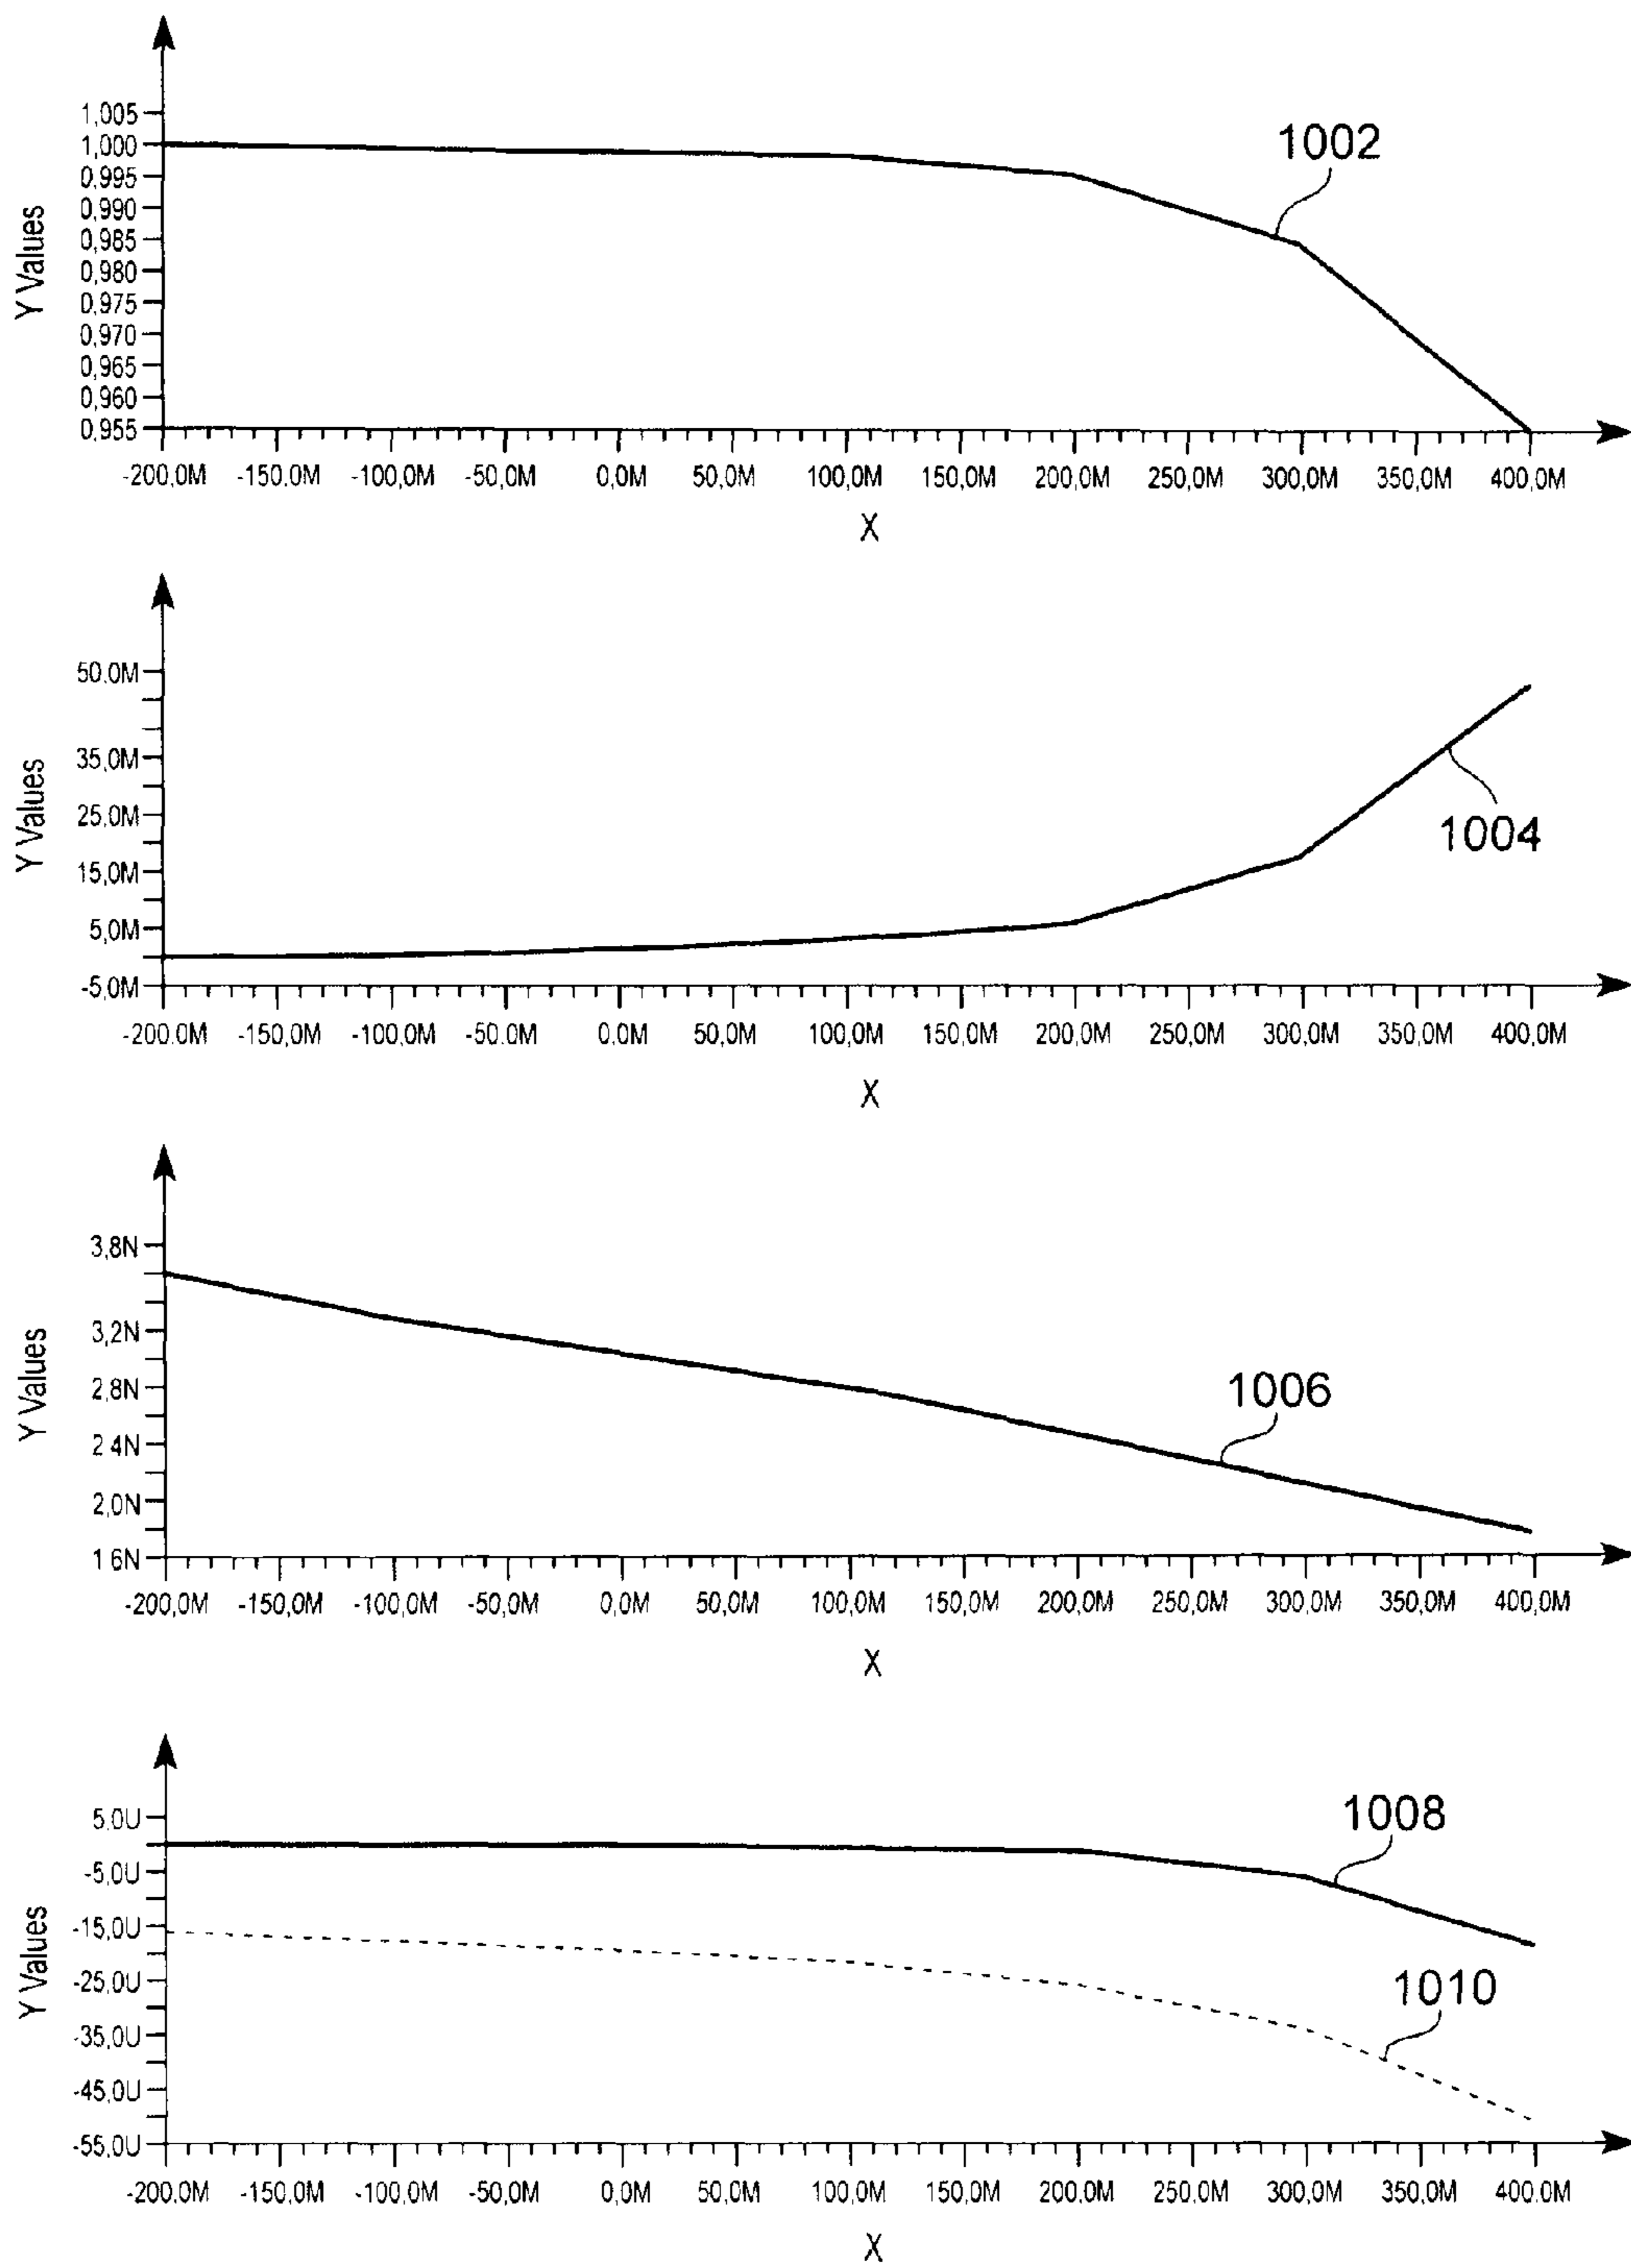 1,005
1,000
0,995
0,990
0,985
0,980
0,975
0,970
0,965
0,960
0,955
Y Values
1002
-200,0M -150,0M -100,0M -50,0M 0,0M 50,0M 100,0M 150,0M 200,0M 250,0M 300,0M 350,0M 400,0M
X
50.0M
35,0M
25,0M
15,0M
5,0M
-5,0M
Y Values
1004
-200.0M -150,0M -100,0M -50.0M 0,0M 50,0M 100,0M 150,0M 200,0M 250,0M 300,0M 350,0M 400,0M
X
3,8N
3,2N
2.8N
2 4N
2,0N
1 6N
Y Values
1006
-200,0M -150,0M -100,0M -50,0M 0,0M 50,0M 100,0M 150,0M 200,0M 250,0M 300,0M 350,0M 400,0M
X
5.0U
-5,0U
-15,0U
-25,0U
-35,0U
-45,0U
-55,0U
Y Values
1008
1010
-200,0M -150,0M -100,0M -50,0M 0,0M 50,0M 100,0M 150,0M 200,0M 250,0M 300,0M 350,0M 400,0M
X